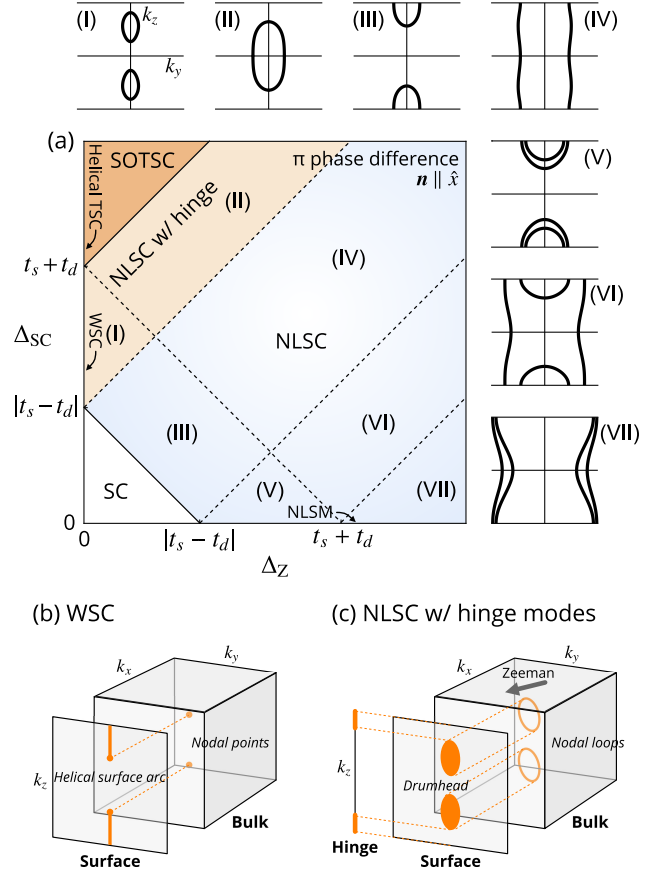 (I)
k_z
k_y
(II)
(III)
(IV)
(a)
Helical TSC
SOTSC
π phase difference
n ∥ x̂
NLSC w/ hinge
(II)
(IV)
(V)
t_s + t_d
WSC
(I)
Δ_SC
NLSC
(VI)
|t_s − t_d|
(III)
(VI)
(VII)
SC
(V)
(VII)
NLSM
0
0
|t_s − t_d|
t_s + t_d
Δ_Z
(b) WSC
k_x
k_y
k_z
Nodal points
Helical surface arc
Bulk
Surface
(c) NLSC w/ hinge modes
k_x
k_y
Zeeman
k_z
Nodal loops
Drumhead
Bulk
Hinge
Surface